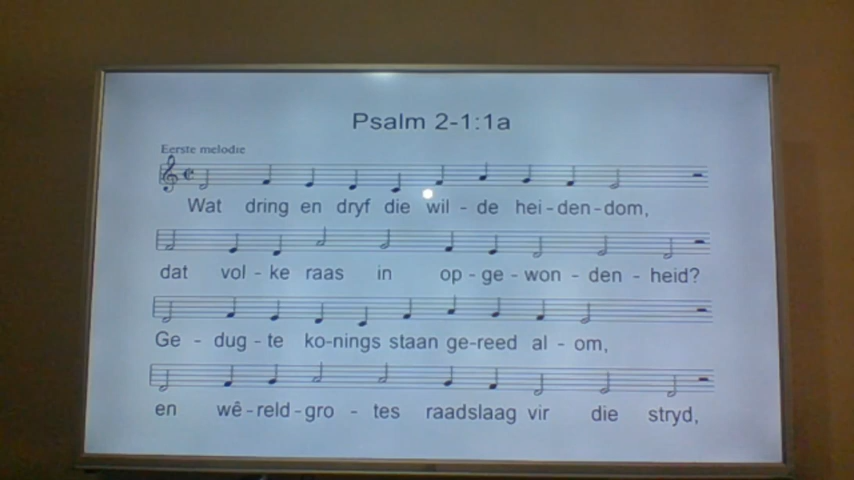 Psalm 2-1:1a
Eerste melodie
Wat dring en dryf die wil - de hei - den - dom,
dat vol - ke raas in op - ge - won - den - heid?
Ge - dug - te ko-nings staan ge-reed al - om,
en wê - reld - gro - tes raadslaag vir die stryd,